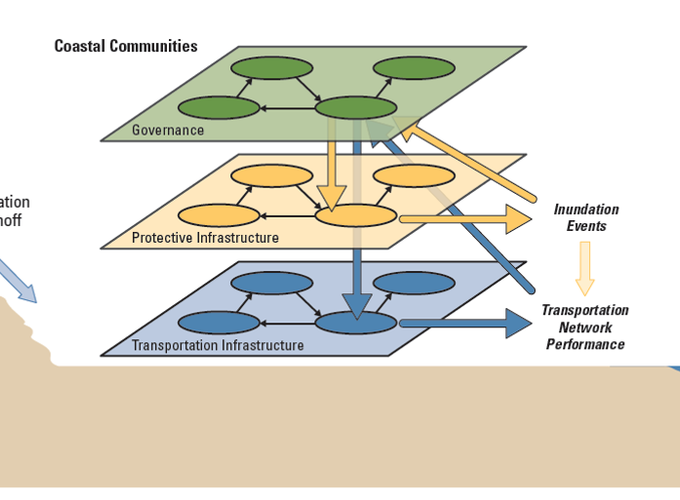 Coastal Communities
Governance
Protective Infrastructure
Transportation Infrastructure
Inundation
Events
Transportation
Network
Performance